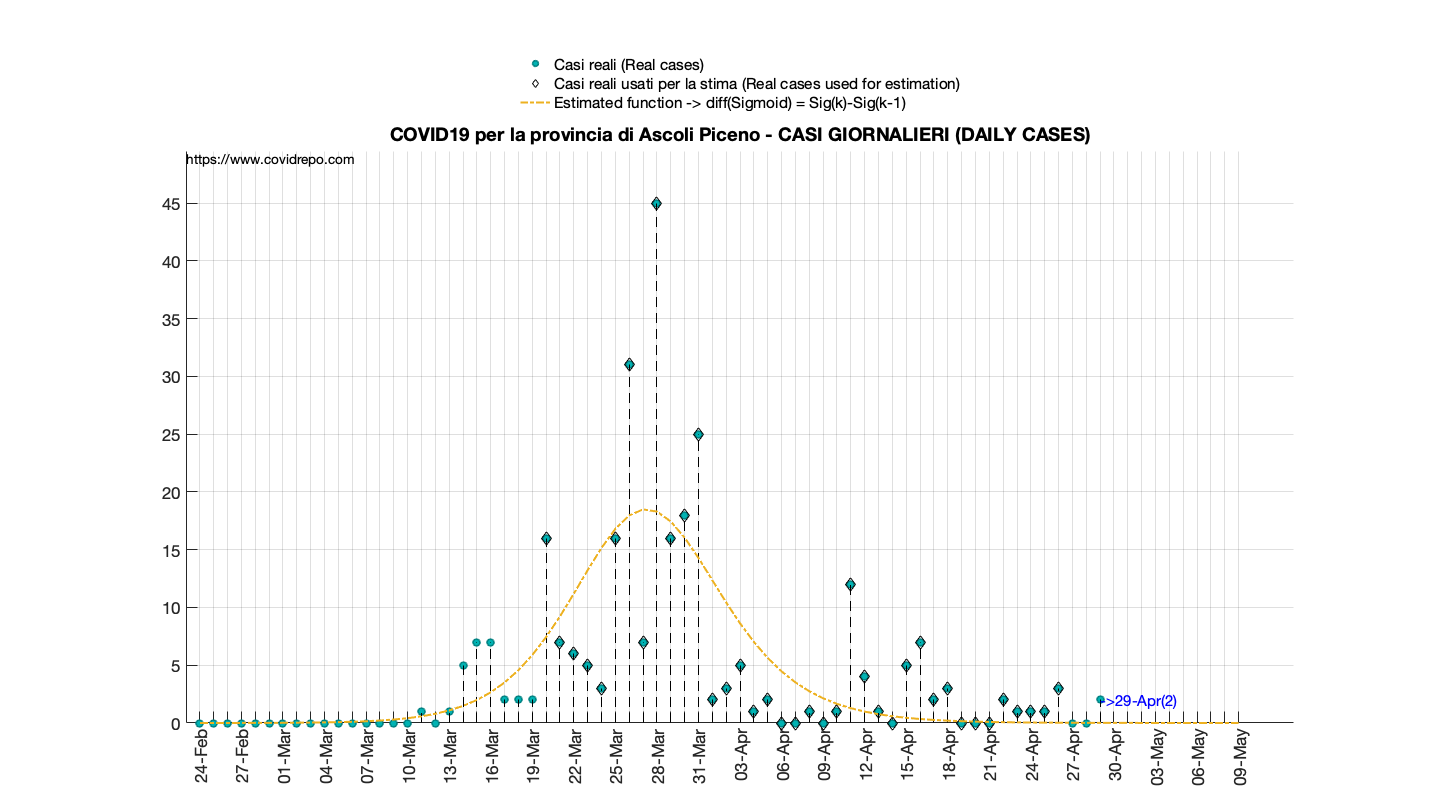 Casi reali (Real cases)
Casi reali usati per la stima (Real cases used for estimation)
Estimated function -> diff(Sigmoid) = Sig(k)-Sig(k-1)
COVID19 per la provincia di Ascoli Piceno - CASI GIORNALIERI (DAILY CASES)
https://www.covidrepo.com
45
40
35
30
25
20
15
10
5
0
>29-Apr(2)
24-Feb
27-Feb
01-Mar
04-Mar
07-Mar
10-Mar
13-Mar
16-Mar
19-Mar
22-Mar
25-Mar
28-Mar
31-Mar
03-Apr
06-Apr
09-Apr
12-Apr
15-Apr
18-Apr
21-Apr
24-Apr
27-Apr
30-Apr
03-May
06-May
09-May